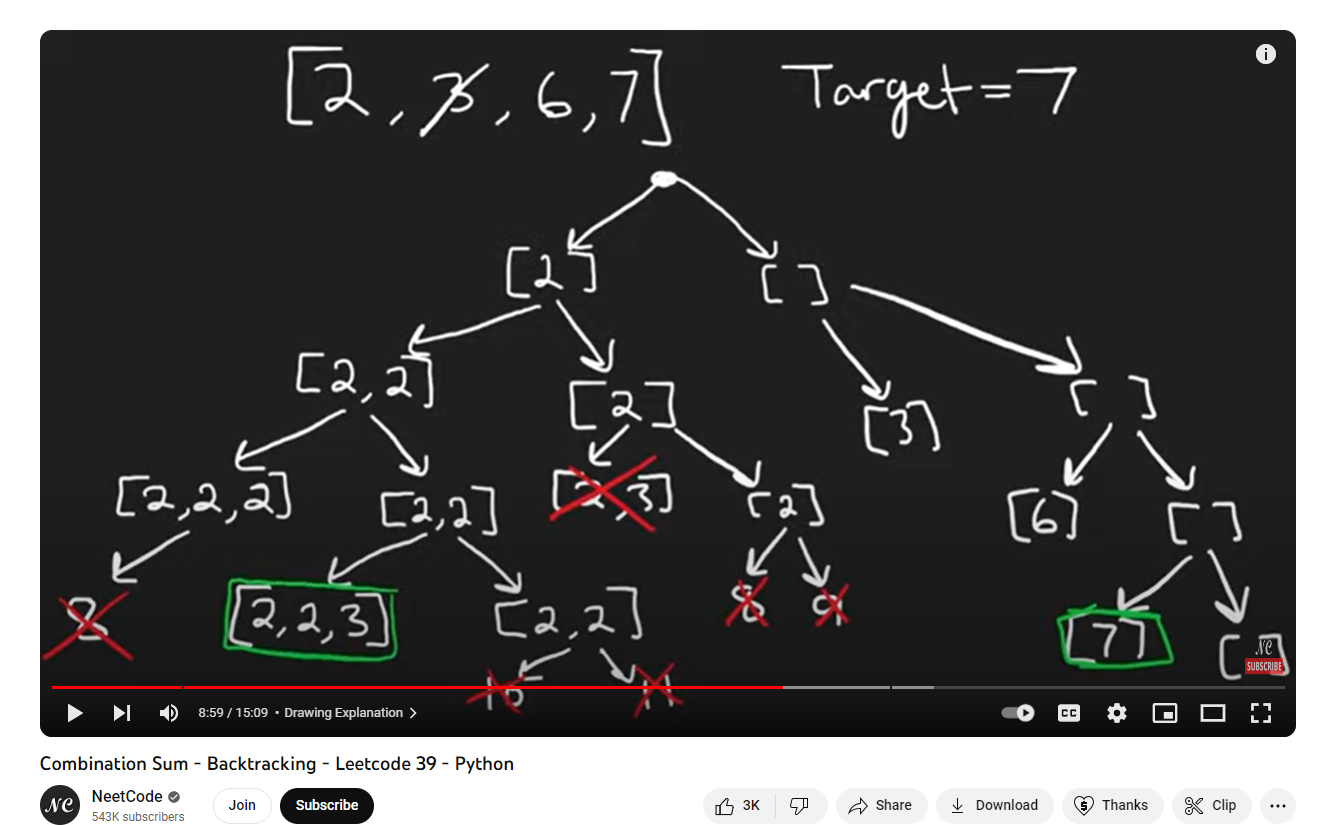 [2, 3, 6, 7] Target=7
[2] [ ]
[2,2] [2] [3] [ ]
[2,2,2] [2,2] [2,3] [2] [6] [ ]
8 [2,2,3] [2,2] 8 9 [7] [ ]
NC
SUBSCRIBE
10 11
8:59 / 15:09 • Drawing Explanation
CC
Combination Sum - Backtracking - Leetcode 39 - Python
NC NeetCode
543K subscribers
Join Subscribe 3K Share Download Thanks Clip